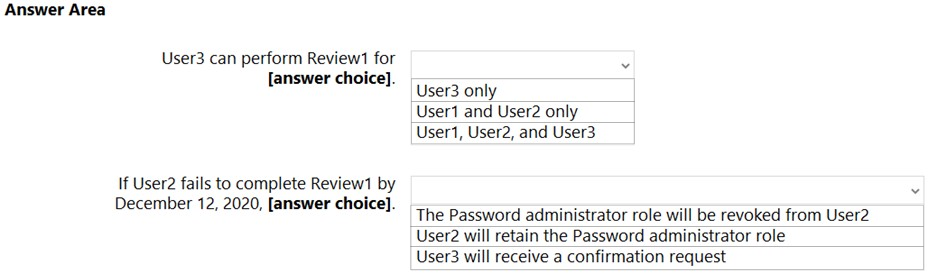 Answer Area
User3 can perform Review1 for
[answer choice].
User3 only
User1 and User2 only
User1, User2, and User3
If User2 fails to complete Review1 by
December 12, 2020, [answer choice].
The Password administrator role will be revoked from User2
User2 will retain the Password administrator role
User3 will receive a confirmation request